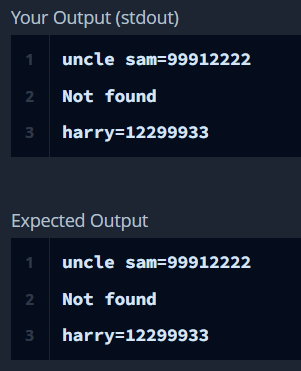 Your Output (stdout)
1 uncle sam=99912222
2 Not found
3 harry=12299933
Expected Output
1 uncle sam=99912222
2 Not found
3 harry=12299933